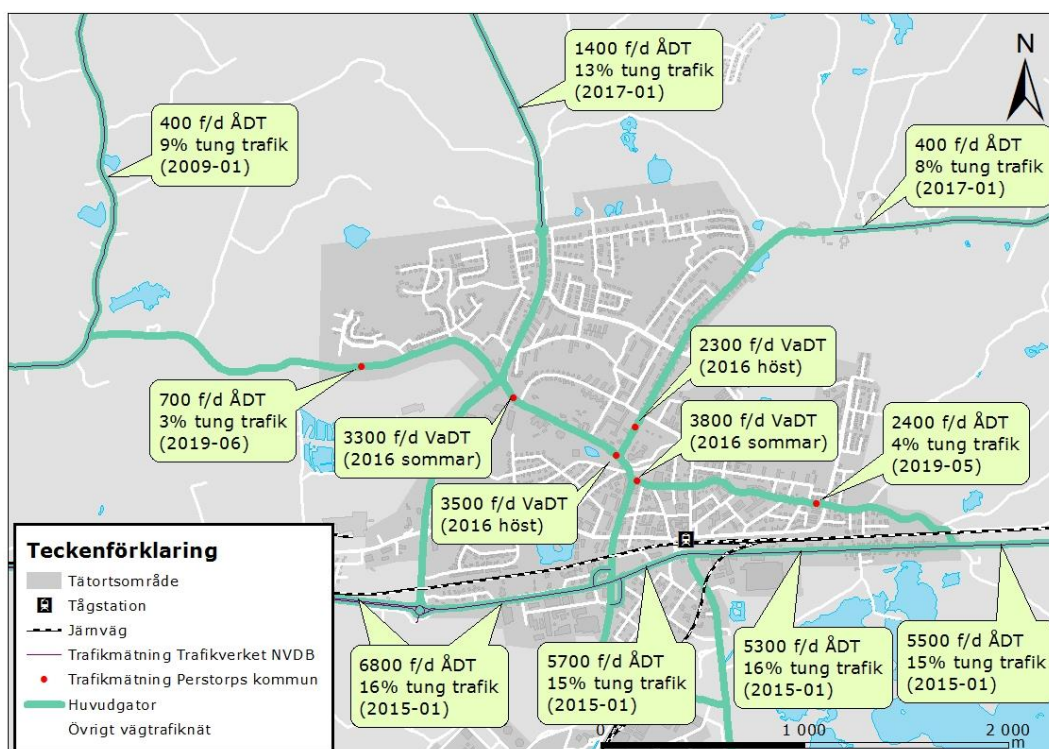 1400 f/d ÅDT
13% tung trafik
(2017-01)
N
400 f/d ÅDT
9% tung trafik
(2009-01)
400 f/d ÅDT
8% tung trafik
(2017-01)
2300 f/d VaDT
(2016 höst)
700 f/d ÅDT
3% tung trafik
(2019-06)
3300 f/d VaDT
(2016 sommar)
3800 f/d VaDT
(2016 sommar)
2400 f/d ÅDT
4% tung trafik
(2019-05)
3500 f/d VaDT
(2016 höst)
Teckenförklaring
Tätortsområde
Tågstation
Järnväg
Trafikmätning Trafikverket NVDB
Trafikmätning Perstorps kommun
Huvudgator
Övrigt vägtrafiknät
6800 f/d ÅDT
16% tung trafik
(2015-01)
5700 f/d ÅDT
15% tung trafik
(2015-01)
5300 f/d ÅDT
16% tung trafik
(2015-01)
5500 f/d ÅDT
15% tung trafik
(2015-01)
0 1 000 2 000
m